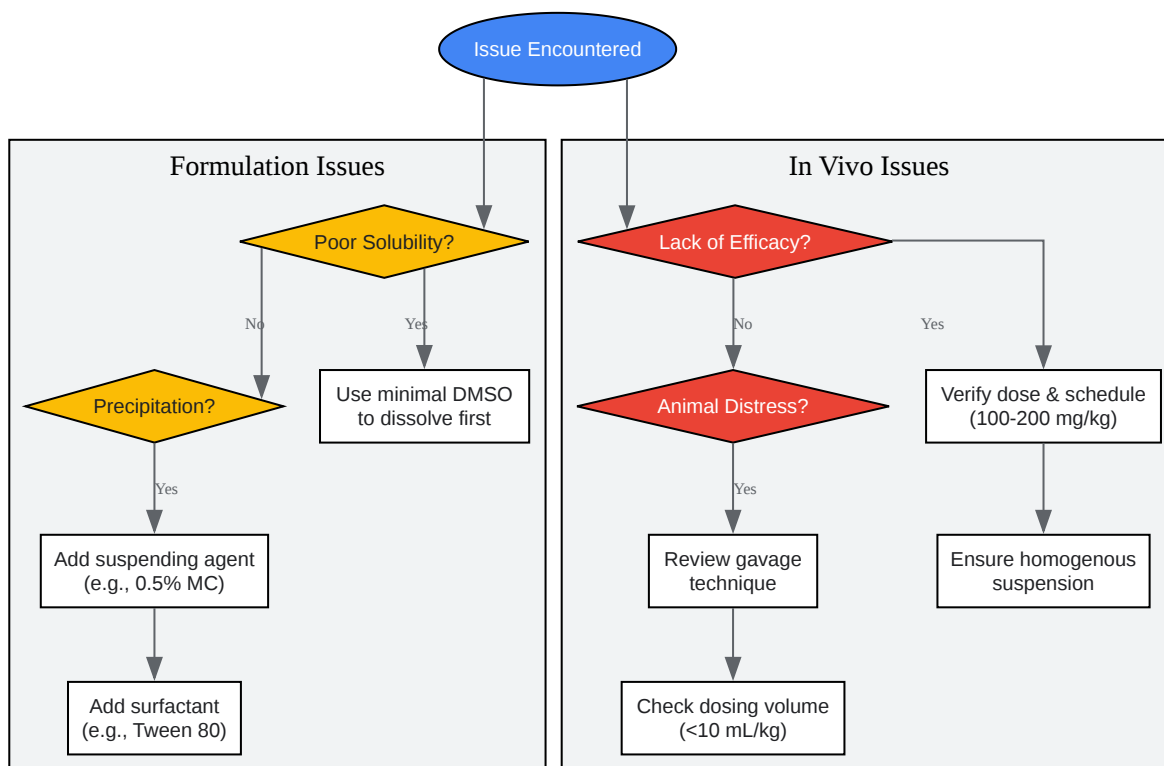 Issue Encountered
Formulation Issues
Poor Solubility?
No
Yes
Precipitation?
Use minimal DMSO
to dissolve first
Yes
Add suspending agent
(e.g., 0.5% MC)
Add surfactant
(e.g., Tween 80)
In Vivo Issues
Lack of Efficacy?
No
Yes
Animal Distress?
Verify dose & schedule
(100-200 mg/kg)
Yes
Review gavage
technique
Ensure homogenous
suspension
Check dosing volume
(<10 mL/kg)